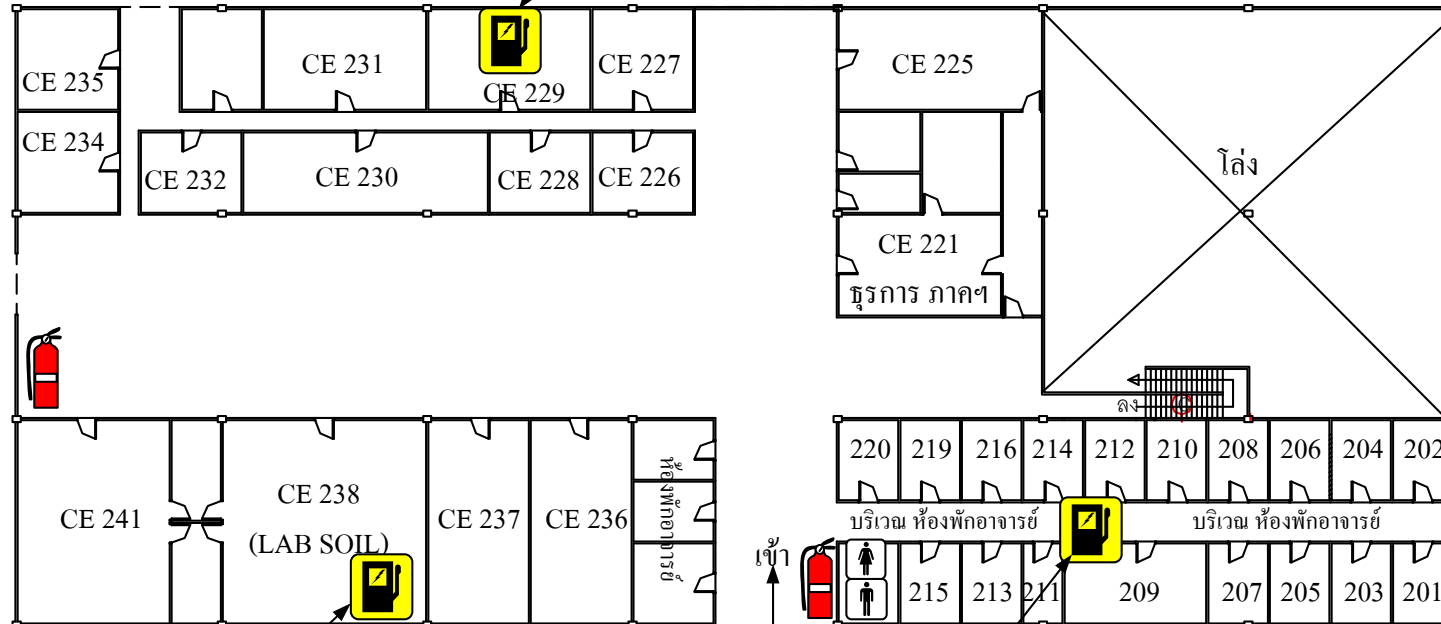 CE 235
CE 231
CE 229
CE 227
CE 225
CE 234
CE 232
CE 230
CE 228
CE 226
โล่ง
CE 221
ธุรการ ภาคฯ
ลง
220 219 216 214 212 210 208 206 204 202
CE 241
CE 238
(LAB SOIL)
CE 237
CE 236
ห้องพักอาจารย์
บริเวณ ห้องพักอาจารย์
บริเวณ ห้องพักอาจารย์
เข้า
215 213 211 209 207 205 203 201